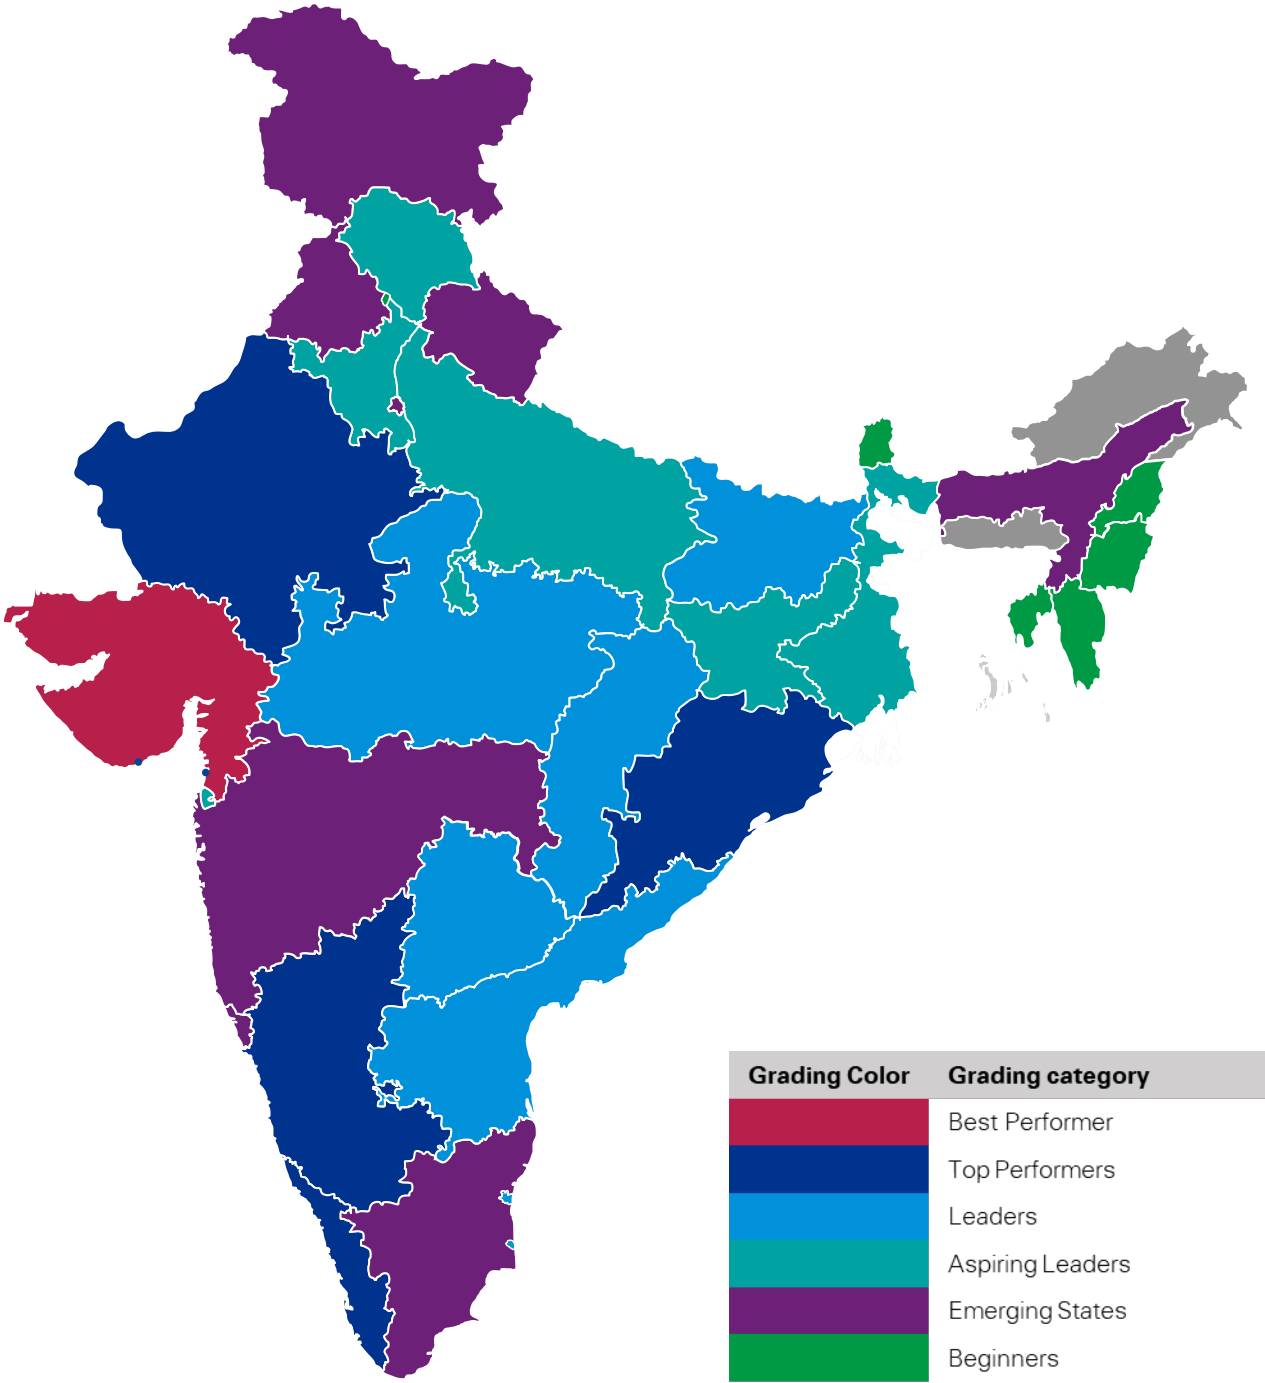 Grading Color Grading category
Best Performer
Top Performers
Leaders
Aspiring Leaders
Emerging States
Beginners